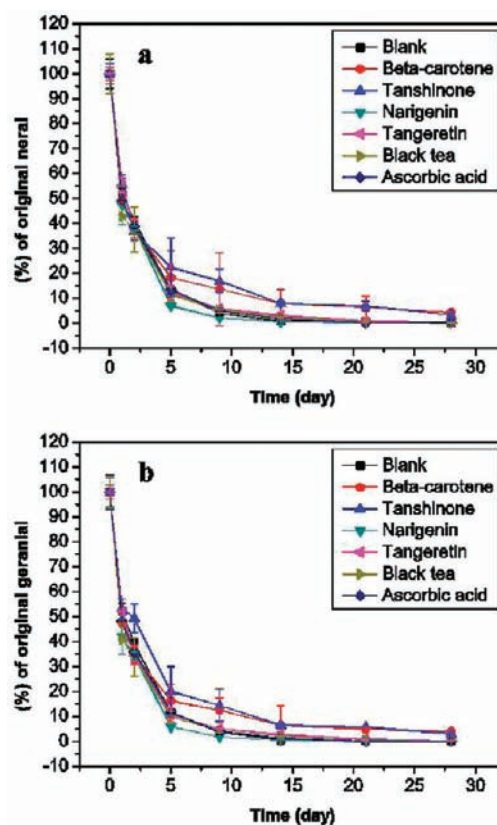 a
120
110
100
90
80
70
60
50
40
30
20
10
0
-10
(%) of original neral
Blank
Beta-carotene
Tanshinone
Narigenin
Tangeretin
Black tea
Ascorbic acid
0 5 10 15 20 25 30
Time (day)
b
120
110
100
90
80
70
60
50
40
30
20
10
0
-10
(%) of original geranial
Blank
Beta-carotene
Tanshinone
Narigenin
Tangeretin
Black tea
Ascorbic acid
0 5 10 15 20 25 30
Time (day)